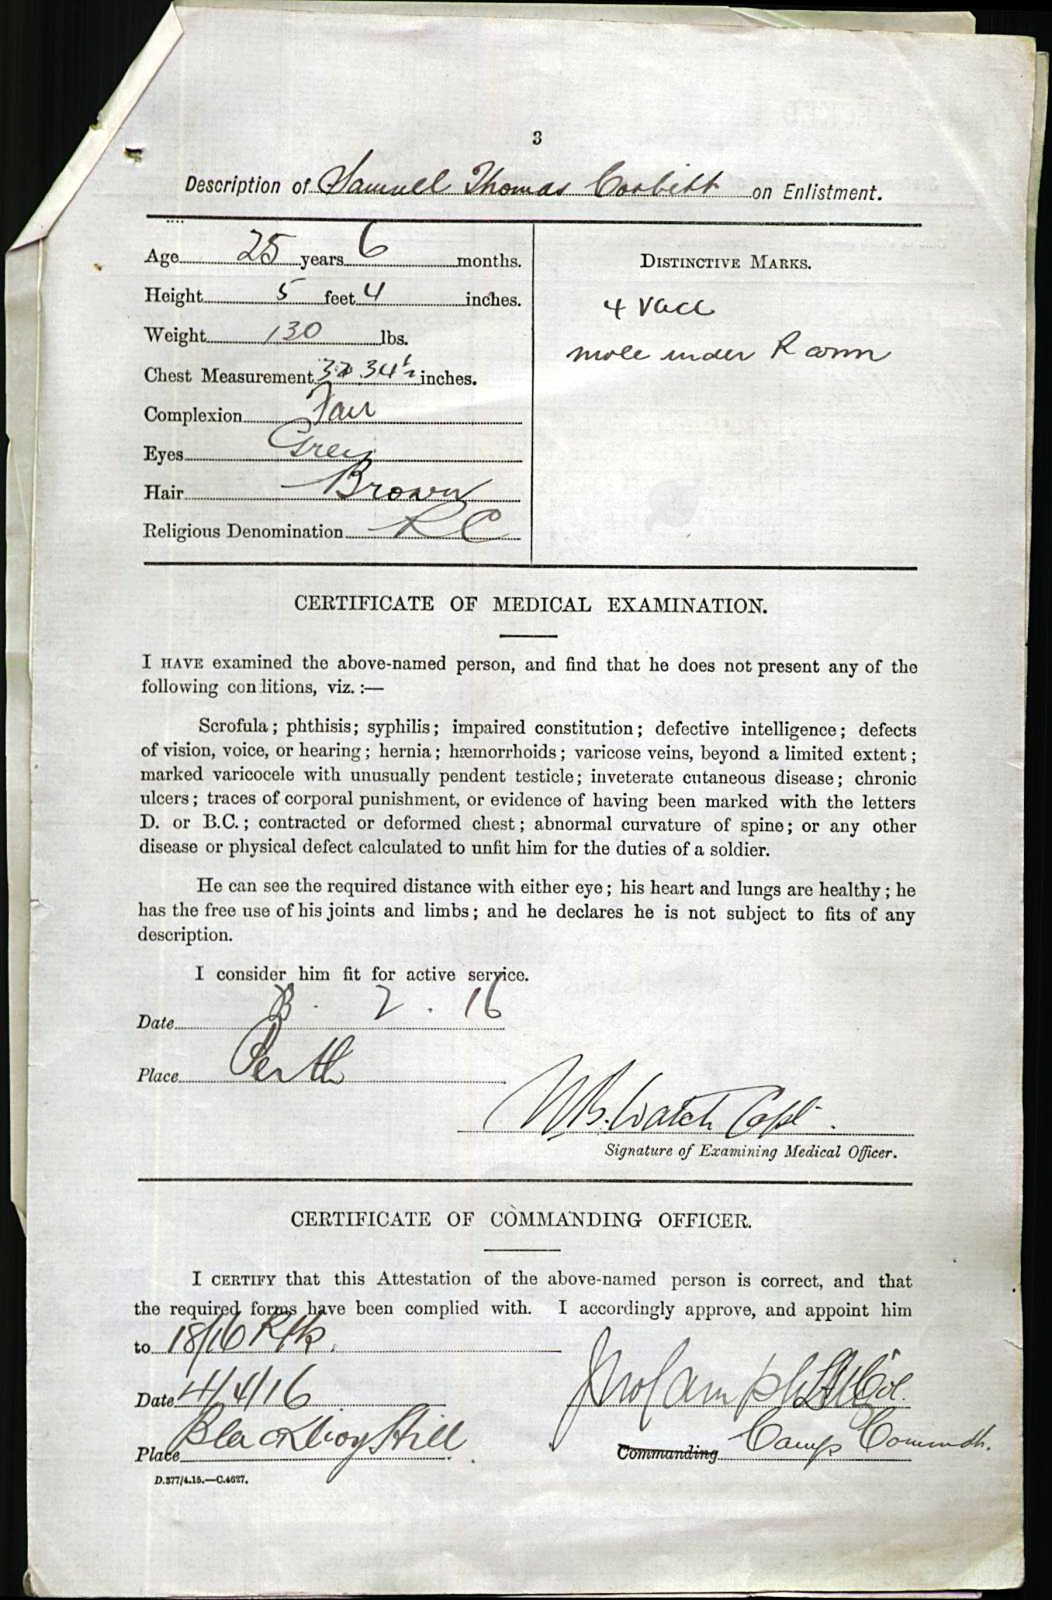 3
Description of Samuel Thomas Corbitt on Enlistment.
Age 25 years 6 months.
Height 5 feet 4 inches.
Weight 130 lbs.
Chest Measurement 32 34½ inches.
Complexion Fair
Eyes Grey
Hair Brown
Religious Denomination RC
DISTINCTIVE MARKS.
4 Vacc
mole under R arm
CERTIFICATE OF MEDICAL EXAMINATION.
I HAVE examined the above-named person, and find that he does not present any of the
following conditions, viz. :—
Scrofula; phthisis; syphilis; impaired constitution; defective intelligence; defects
of vision, voice, or hearing; hernia; hæmorrhoids; varicose veins, beyond a limited extent;
marked varicocele with unusually pendent testicle; inveterate cutaneous disease; chronic
ulcers; traces of corporal punishment, or evidence of having been marked with the letters
D. or B.C.; contracted or deformed chest; abnormal curvature of spine; or any other
disease or physical defect calculated to unfit him for the duties of a soldier.
He can see the required distance with either eye; his heart and lungs are healthy; he
has the free use of his joints and limbs; and he declares he is not subject to fits of any
description.
I consider him fit for active service.
Date 2 . 16
Place Perth
Capt.
Signature of Examining Medical Officer.
CERTIFICATE OF COMMANDING OFFICER.
I CERTIFY that this Attestation of the above-named person is correct, and that
the required forms have been complied with. I accordingly approve, and appoint him
to 18/16 Rfts.
Date 4/4/16
Place Blackboy Hill
Commanding Camp Commdt.
D.377/4.15.—C.4627.